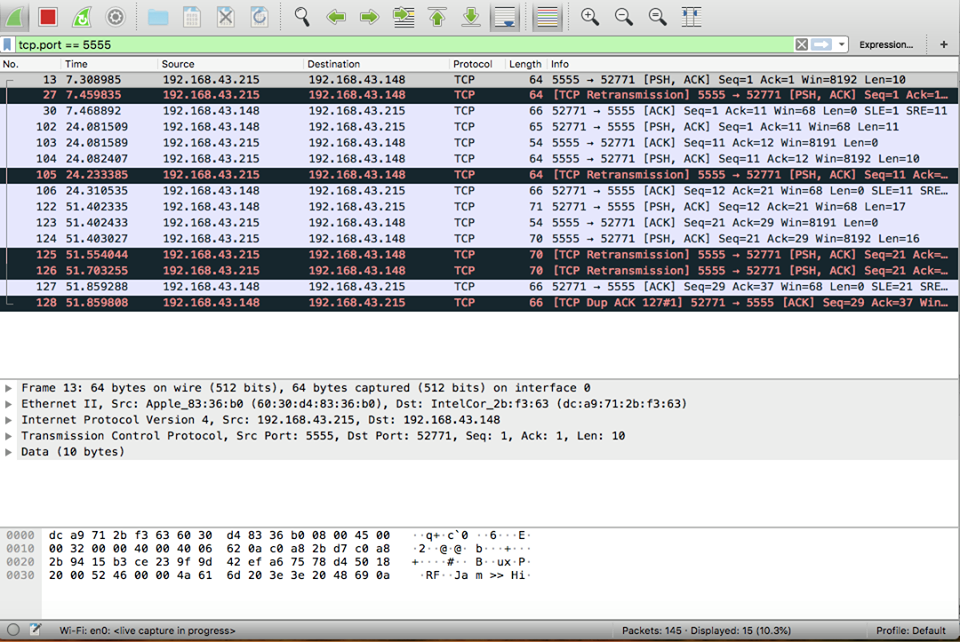 tcp.port == 5555 Expression... +
No. Time Source Destination Protocol Length Info
13 7.308985 192.168.43.215 192.168.43.148 TCP 64 5555 → 52771 [PSH, ACK] Seq=1 Ack=1 Win=8192 Len=10
27 7.459835 192.168.43.215 192.168.43.148 TCP 64 [TCP Retransmission] 5555 → 52771 [PSH, ACK] Seq=1 Ack=1…
30 7.468892 192.168.43.148 192.168.43.215 TCP 66 52771 → 5555 [ACK] Seq=1 Ack=11 Win=68 Len=0 SLE=1 SRE=11
102 24.081509 192.168.43.148 192.168.43.215 TCP 65 52771 → 5555 [PSH, ACK] Seq=1 Ack=11 Win=68 Len=11
103 24.081589 192.168.43.215 192.168.43.148 TCP 54 5555 → 52771 [ACK] Seq=11 Ack=12 Win=8191 Len=0
104 24.082407 192.168.43.215 192.168.43.148 TCP 64 5555 → 52771 [PSH, ACK] Seq=11 Ack=12 Win=8192 Len=10
105 24.233385 192.168.43.215 192.168.43.148 TCP 64 [TCP Retransmission] 5555 → 52771 [PSH, ACK] Seq=11 Ack=…
106 24.310535 192.168.43.148 192.168.43.215 TCP 66 52771 → 5555 [ACK] Seq=12 Ack=21 Win=68 Len=0 SLE=11 SRE…
122 51.402335 192.168.43.148 192.168.43.215 TCP 71 52771 → 5555 [PSH, ACK] Seq=12 Ack=21 Win=68 Len=17
123 51.402433 192.168.43.215 192.168.43.148 TCP 54 5555 → 52771 [ACK] Seq=21 Ack=29 Win=8191 Len=0
124 51.403027 192.168.43.215 192.168.43.148 TCP 70 5555 → 52771 [PSH, ACK] Seq=21 Ack=29 Win=8192 Len=16
125 51.554044 192.168.43.215 192.168.43.148 TCP 70 [TCP Retransmission] 5555 → 52771 [PSH, ACK] Seq=21 Ack=…
126 51.703255 192.168.43.215 192.168.43.148 TCP 70 [TCP Retransmission] 5555 → 52771 [PSH, ACK] Seq=21 Ack=…
127 51.859288 192.168.43.148 192.168.43.215 TCP 66 52771 → 5555 [ACK] Seq=29 Ack=37 Win=68 Len=0 SLE=21 SRE…
128 51.859808 192.168.43.148 192.168.43.215 TCP 66 [TCP Dup ACK 127#1] 52771 → 5555 [ACK] Seq=29 Ack=37 Win…
Frame 13: 64 bytes on wire (512 bits), 64 bytes captured (512 bits) on interface 0
Ethernet II, Src: Apple_83:36:b0 (60:30:d4:83:36:b0), Dst: IntelCor_2b:f3:63 (dc:a9:71:2b:f3:63)
Internet Protocol Version 4, Src: 192.168.43.215, Dst: 192.168.43.148
Transmission Control Protocol, Src Port: 5555, Dst Port: 52771, Seq: 1, Ack: 1, Len: 10
Data (10 bytes)
0000 dc a9 71 2b f3 63 60 30 d4 83 36 b0 08 00 45 00 ··q+·c`0 ··6···E·
0010 00 32 00 00 40 00 40 06 62 0a c0 a8 2b d7 c0 a8 ·2··@·@· b···+···
0020 2b 94 15 b3 ce 23 9f 9d 42 ef a6 75 78 d4 50 18 +····#·· B··ux·P·
0030 20 00 52 46 00 00 4a 61 6d 20 3e 3e 20 48 69 0a ·RF··Ja m >> Hi·
Wi-Fi: en0: <live capture in progress> Packets: 145 · Displayed: 15 (10.3%) Profile: Default